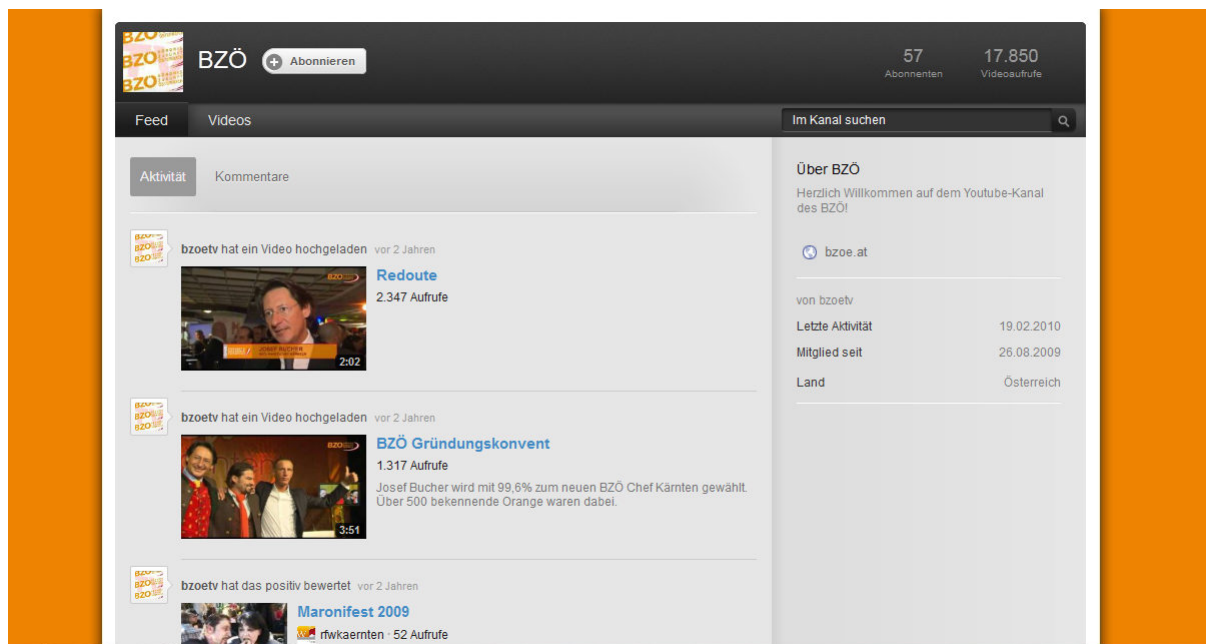 BZÖ
Abonnieren
57
Abonnenten
17.850
Videoaufrufe
Feed
Videos
Im Kanal suchen
Aktivität
Kommentare
bzoetv hat ein Video hochgeladen vor 2 Jahren
Redoute
2.347 Aufrufe
JOSEF BUCHER
2:02
bzoetv hat ein Video hochgeladen vor 2 Jahren
BZÖ Gründungskonvent
1.317 Aufrufe
Josef Bucher wird mit 99,6% zum neuen BZÖ Chef Kärnten gewählt.
Über 500 bekennende Orange waren dabei.
3:51
bzoetv hat das positiv bewertet vor 2 Jahren
Maronifest 2009
rfwkaernten · 52 Aufrufe
Über BZÖ
Herzlich Willkommen auf dem Youtube-Kanal
des BZÖ!
bzoe.at
von bzoetv
Letzte Aktivität 19.02.2010
Mitglied seit 26.08.2009
Land Österreich